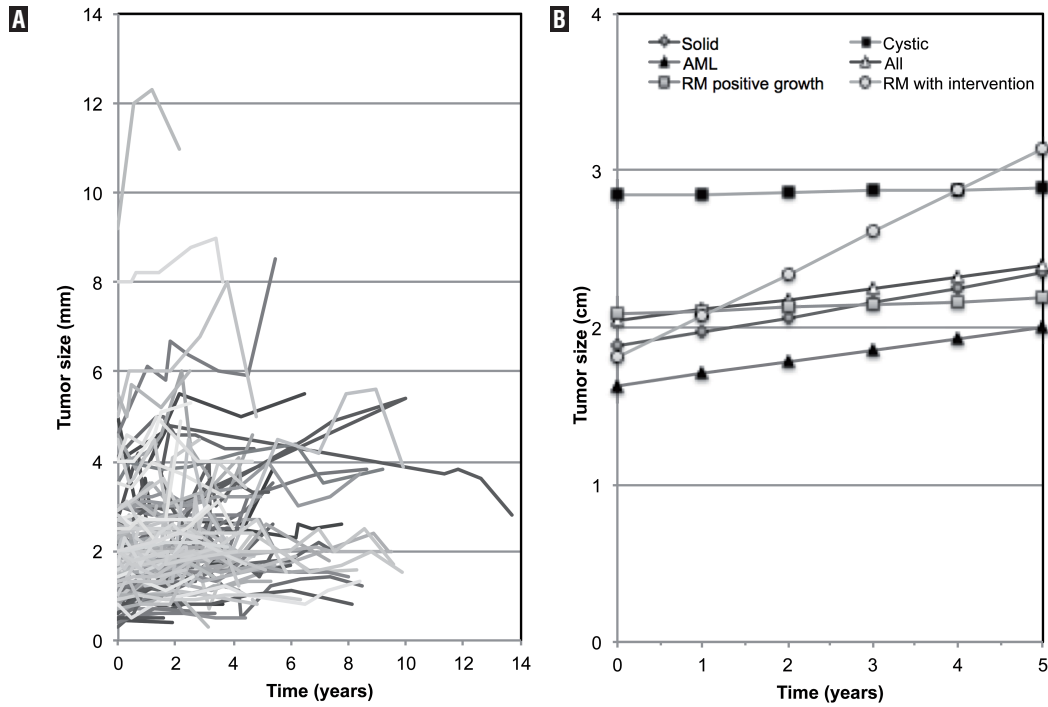 A
14
12
10
8
6
4
2
0
Tumor size (mm)
0 2 4 6 8 10 12 14
Time (years)
B
4
3
2
1
0
Tumor size (cm)
Solid Cystic
AML All
RM positive growth RM with intervention
0 1 2 3 4 5
Time (years)